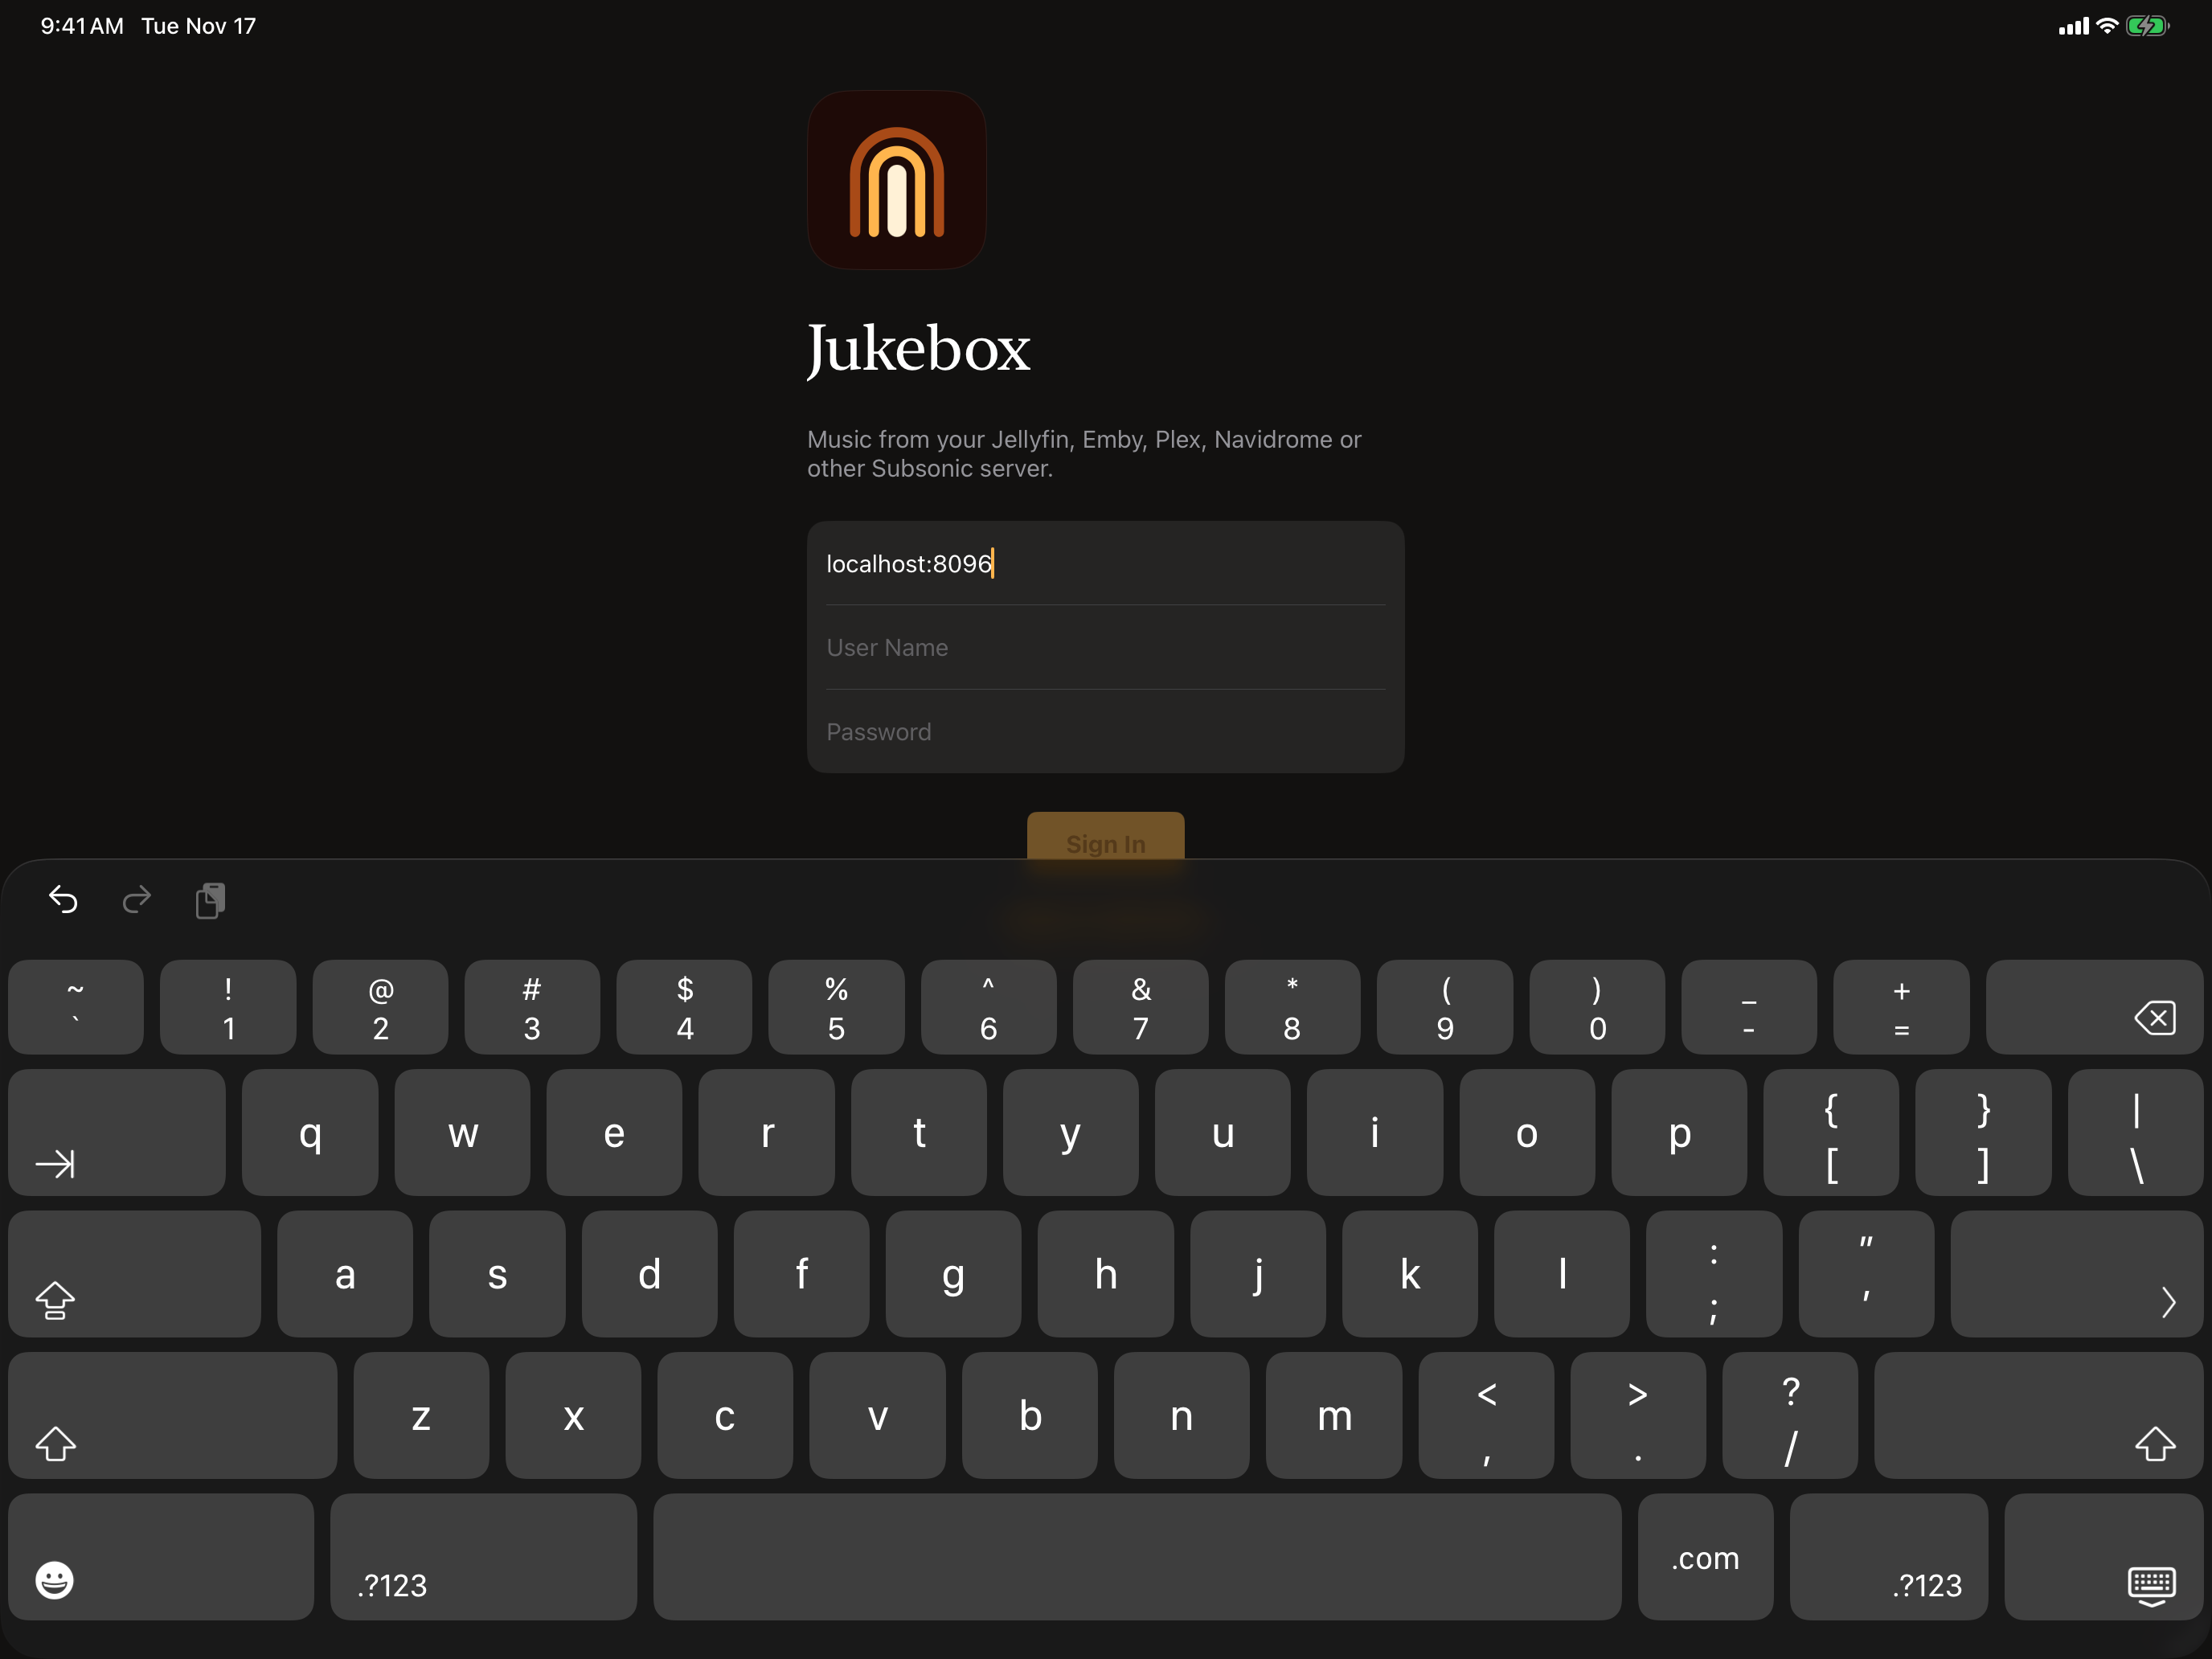 9:41 AM Tue Nov 17
Jukebox
Music from your Jellyfin, Emby, Plex, Navidrome or
other Subsonic server.
localhost:8096
User Name
Password
Sign In
~ ! @ # $ % ^ & * ( ) _ +
` 1 2 3 4 5 6 7 8 9 0 - =
q w e r t y u i o p { } |
[ ] \
a s d f g h j k l : "
; '
z x c v b n m < > ?
, . /
.?123 .com .?123